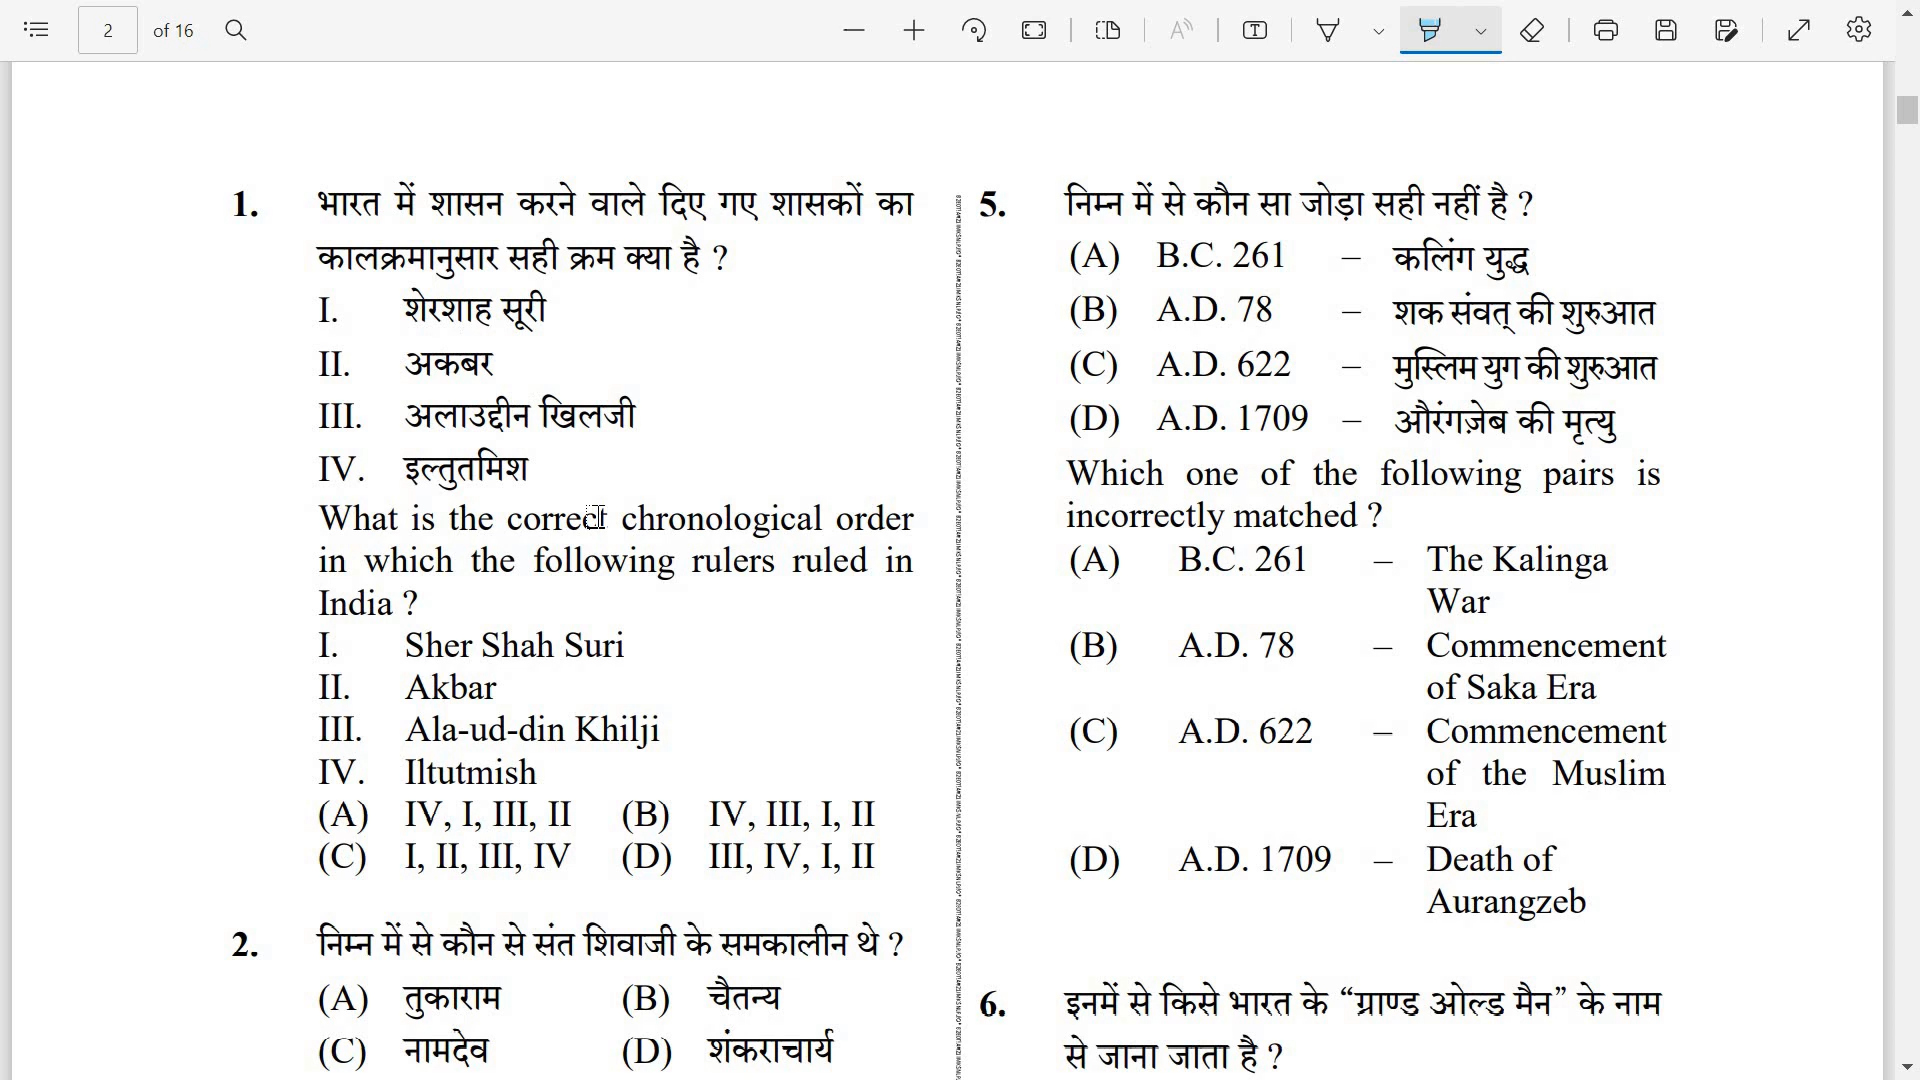 2 of 16
1. भारत में शासन करने वाले दिए गए शासकों का
कालक्रमानुसार सही क्रम क्या है ?
I. शेरशाह सूरी
II. अकबर
III. अलाउद्दीन खिलजी
IV. इल्तुतमिश
What is the correct chronological order
in which the following rulers ruled in
India ?
I. Sher Shah Suri
II. Akbar
III. Ala-ud-din Khilji
IV. Iltutmish
(A) IV, I, III, II (B) IV, III, I, II
(C) I, II, III, IV (D) III, IV, I, II
2. निम्न में से कौन से संत शिवाजी के समकालीन थे ?
(A) तुकाराम (B) चैतन्य
(C) नामदेव (D) शंकराचार्य
5. निम्न में से कौन सा जोड़ा सही नहीं है ?
(A) B.C. 261 – कलिंग युद्ध
(B) A.D. 78 – शक संवत् की शुरुआत
(C) A.D. 622 – मुस्लिम युग की शुरुआत
(D) A.D. 1709 – औरंगज़ेब की मृत्यु
Which one of the following pairs is
incorrectly matched ?
(A) B.C. 261 – The Kalinga
War
(B) A.D. 78 – Commencement
of Saka Era
(C) A.D. 622 – Commencement
of the Muslim
Era
(D) A.D. 1709 – Death of
Aurangzeb
6. इनमें से किसे भारत के “ग्राण्ड ओल्ड मैन” के नाम
से जाना जाता है ?